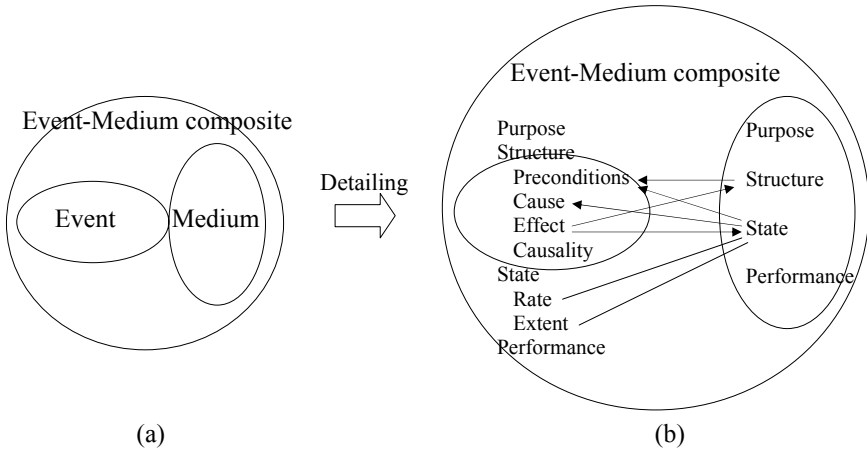 Event-Medium composite
Event
Medium
(a)
Detailing
Event-Medium composite
Purpose
Structure
Preconditions
Cause
Effect
Causality
State
Rate
Extent
Performance
Purpose
Structure
State
Performance
(b)